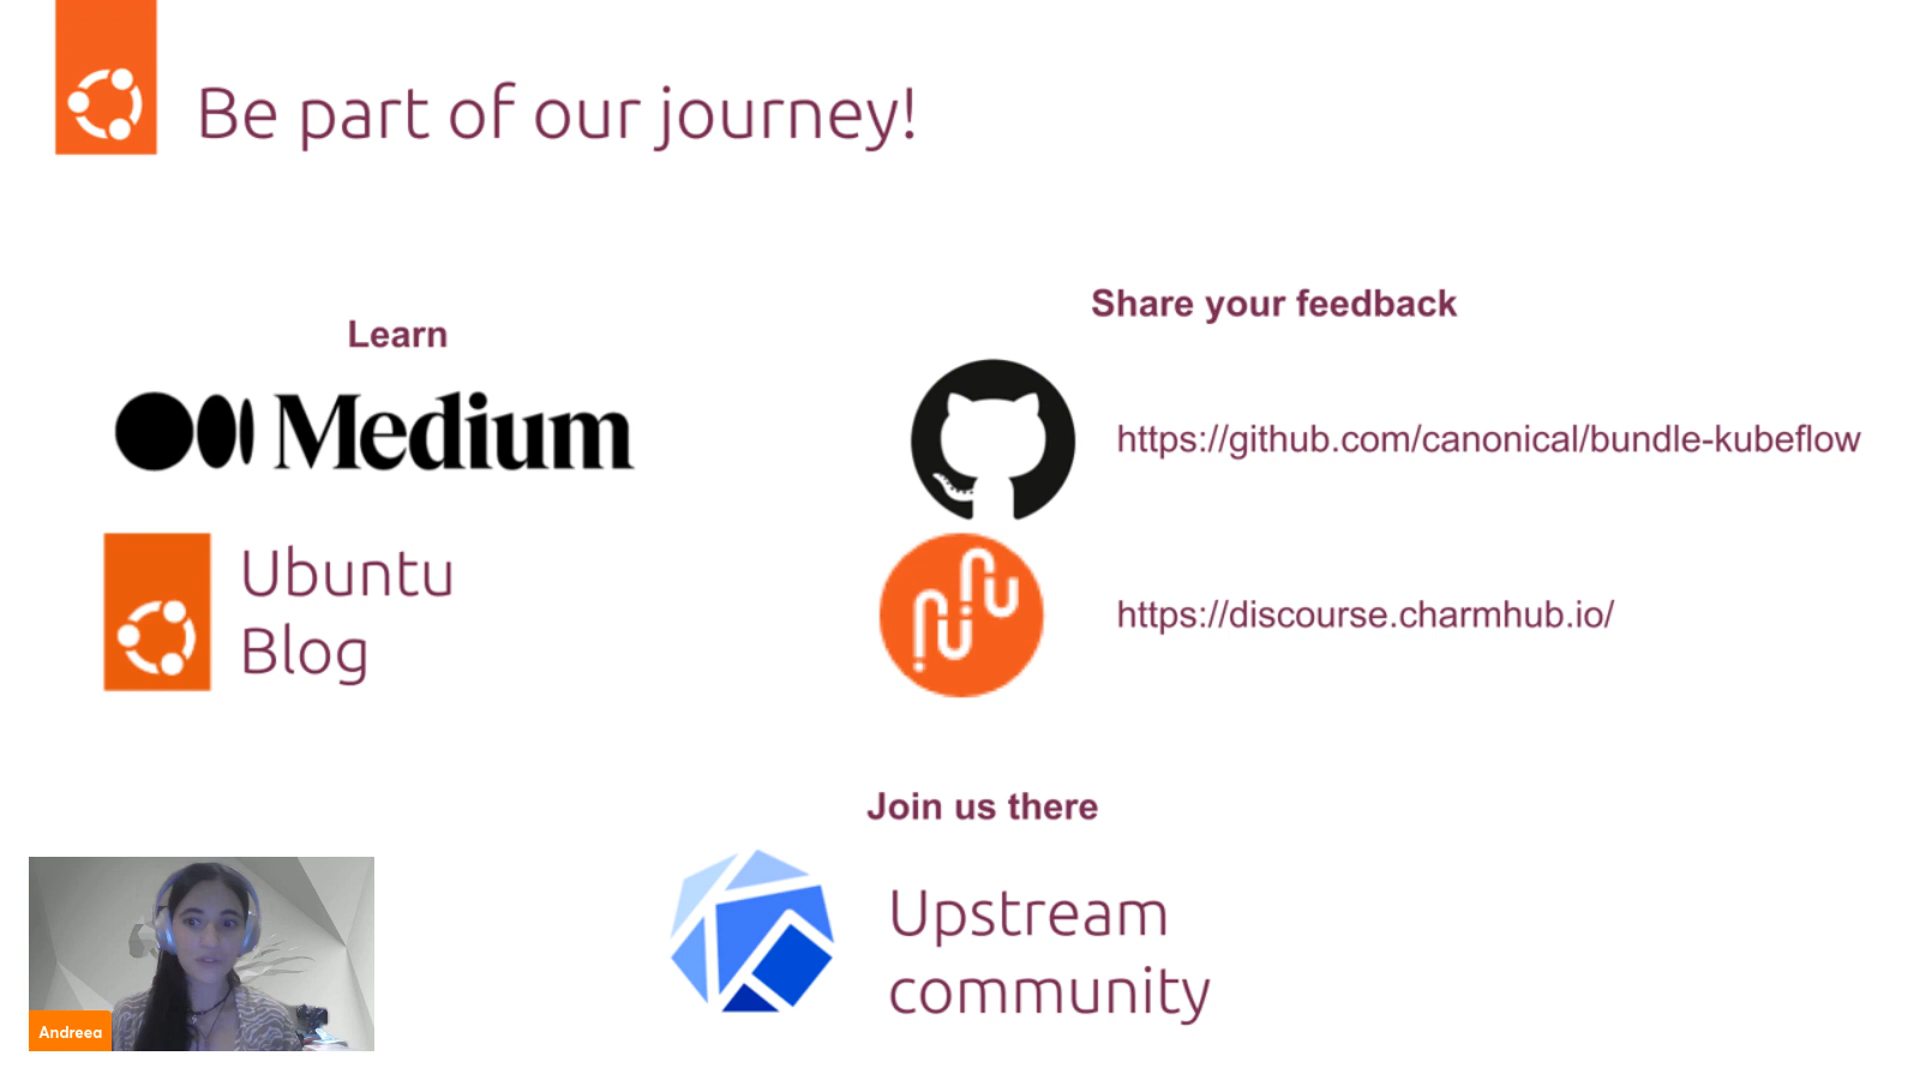 Be part of our journey!
Share your feedback
Learn
Medium
https://github.com/canonical/bundle-kubeflow
Ubuntu
Blog
https://discourse.charmhub.io/
Join us there
Upstream
community
Andreea